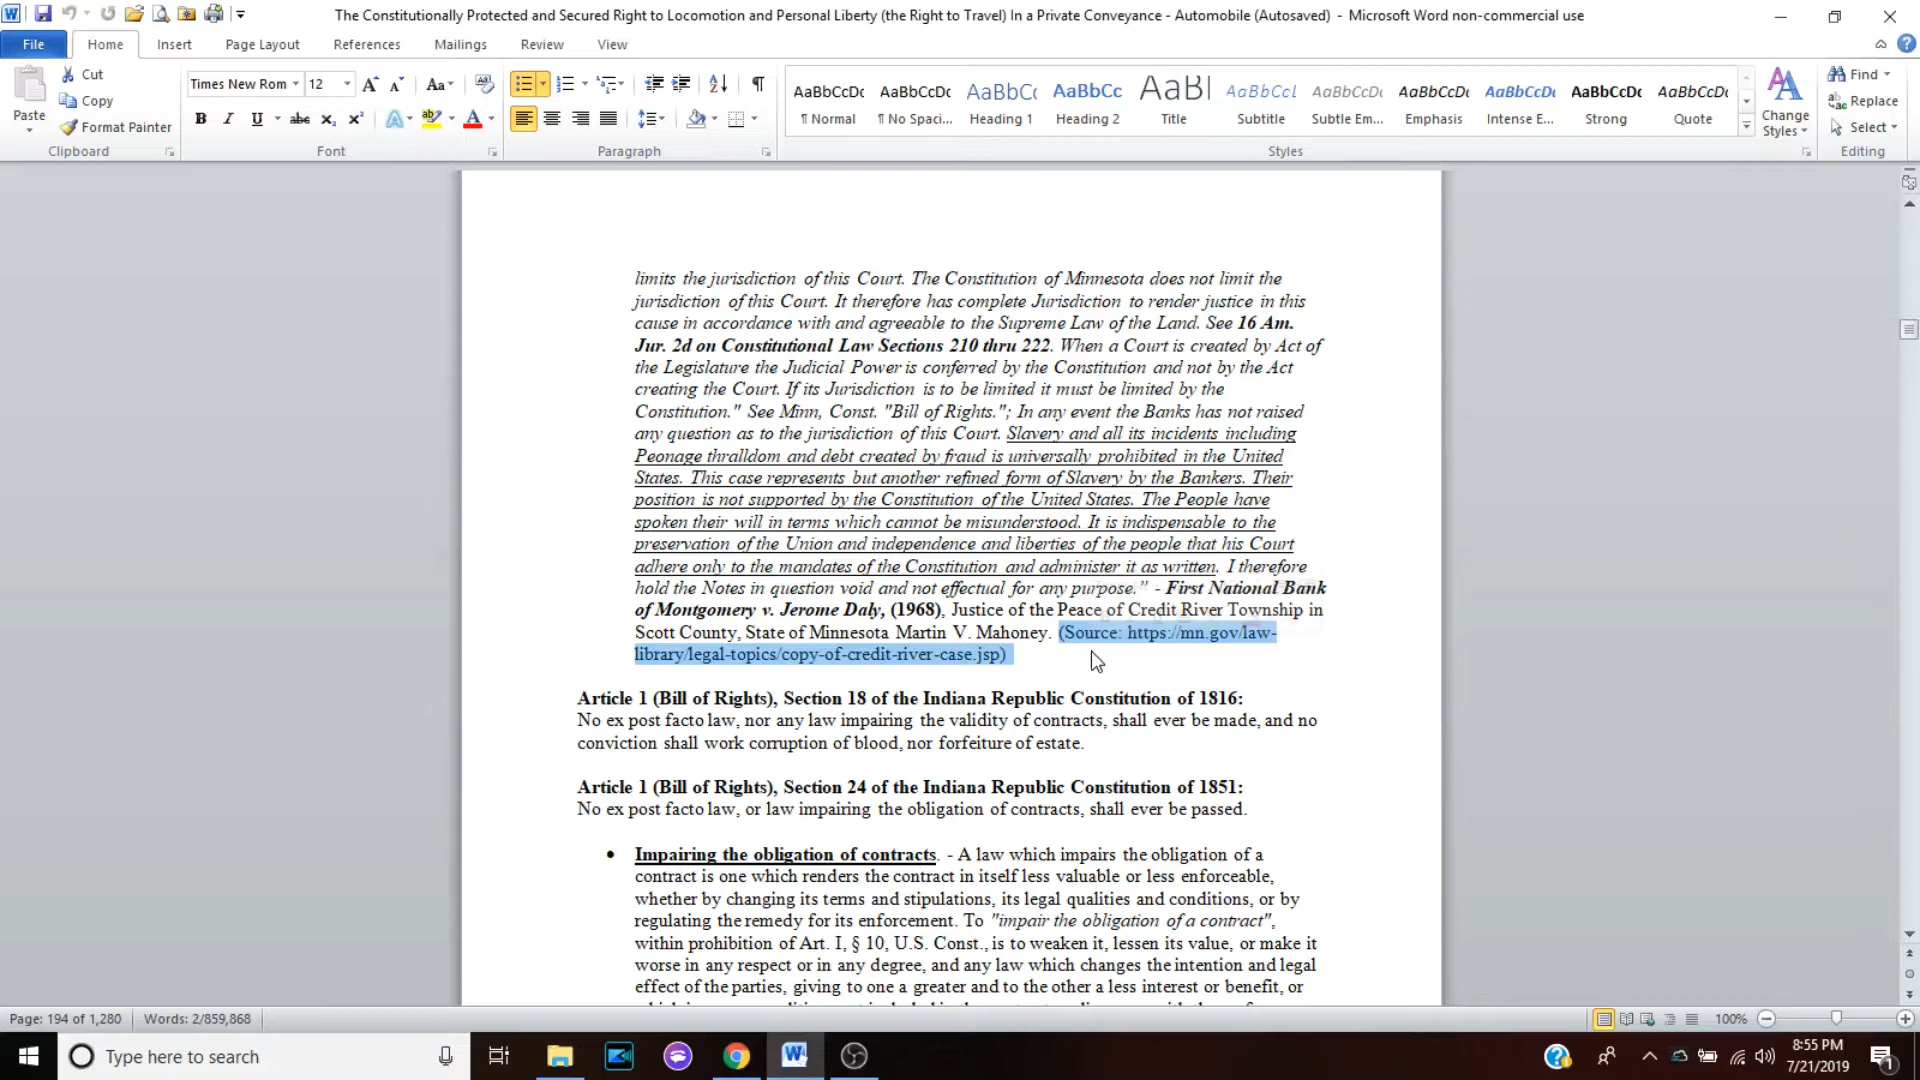 The Constitutionally Protected and Secured Right to Locomotion and Personal Liberty (the Right to Travel) In a Private Conveyance - Automobile (Autosaved) - Microsoft Word non-commercial use
File Home Insert Page Layout References Mailings Review View
Paste
Cut
Copy
Format Painter
Clipboard
Times New Rom 12
Font
Paragraph
AaBbCcDc AaBbCcDc AaBbCc AaBbCc AaBl AaBbCcL AaBbCcDc AaBbCcDc AaBbCcDc AaBbCcDc AaBbCcDc
¶ Normal ¶ No Spaci... Heading 1 Heading 2 Title Subtitle Subtle Em... Emphasis Intense E... Strong Quote
Styles
Change Styles
Find
Replace
Select
Editing
limits the jurisdiction of this Court. The Constitution of Minnesota does not limit the
jurisdiction of this Court. It therefore has complete Jurisdiction to render justice in this
cause in accordance with and agreeable to the Supreme Law of the Land. See 16 Am.
Jur. 2d on Constitutional Law Sections 210 thru 222. When a Court is created by Act of
the Legislature the Judicial Power is conferred by the Constitution and not by the Act
creating the Court. If its Jurisdiction is to be limited it must be limited by the
Constitution." See Minn, Const. "Bill of Rights."; In any event the Banks has not raised
any question as to the jurisdiction of this Court. Slavery and all its incidents including
Peonage thralldom and debt created by fraud is universally prohibited in the United
States. This case represents but another refined form of Slavery by the Bankers. Their
position is not supported by the Constitution of the United States. The People have
spoken their will in terms which cannot be misunderstood. It is indispensable to the
preservation of the Union and independence and liberties of the people that his Court
adhere only to the mandates of the Constitution and administer it as written. I therefore
hold the Notes in question void and not effectual for any purpose." - First National Bank
of Montgomery v. Jerome Daly, (1968), Justice of the Peace of Credit River Township in
Scott County, State of Minnesota Martin V. Mahoney. (Source: https://mn.gov/law-
library/legal-topics/copy-of-credit-river-case.jsp)
Article 1 (Bill of Rights), Section 18 of the Indiana Republic Constitution of 1816:
No ex post facto law, nor any law impairing the validity of contracts, shall ever be made, and no
conviction shall work corruption of blood, nor forfeiture of estate.
Article 1 (Bill of Rights), Section 24 of the Indiana Republic Constitution of 1851:
No ex post facto law, or law impairing the obligation of contracts, shall ever be passed.
• Impairing the obligation of contracts. - A law which impairs the obligation of a
contract is one which renders the contract in itself less valuable or less enforceable,
whether by changing its terms and stipulations, its legal qualities and conditions, or by
regulating the remedy for its enforcement. To "impair the obligation of a contract",
within prohibition of Art. I, § 10, U.S. Const., is to weaken it, lessen its value, or make it
worse in any respect or in any degree, and any law which changes the intention and legal
effect of the parties, giving to one a greater and to the other a less interest or benefit, or
Page: 194 of 1,280 Words: 2/859,868
100%
Type here to search
8:55 PM
7/21/2019